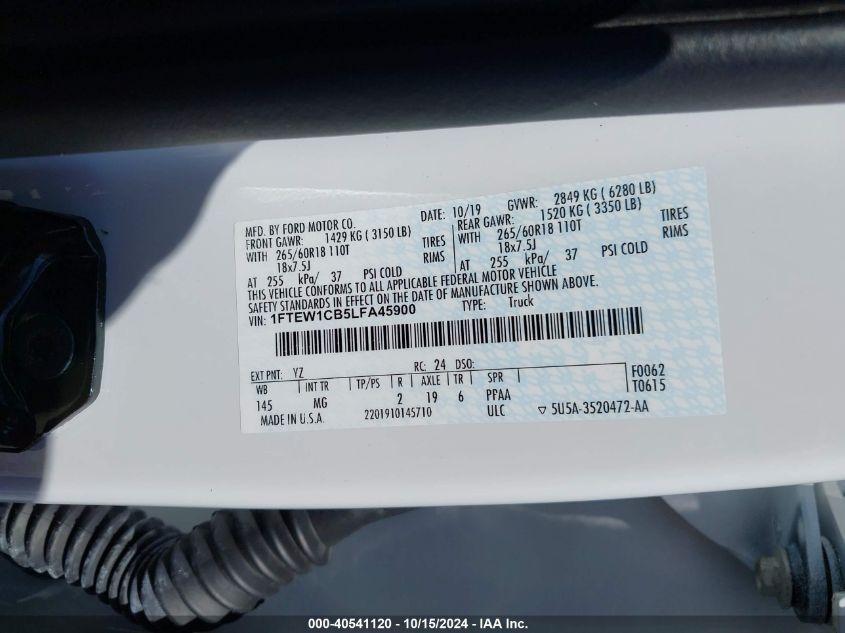 MFD. BY FORD MOTOR CO. DATE: 10/19 GVWR: 2849 KG ( 6280 LB)
FRONT GAWR: 1429 KG ( 3150 LB) REAR GAWR: 1520 KG ( 3350 LB)
WITH 265/60R18 110T TIRES WITH 265/60R18 110T TIRES
18x7.5J RIMS 18x7.5J RIMS
AT 255 kPa/ 37 PSI COLD AT 255 kPa/ 37 PSI COLD
THIS VEHICLE CONFORMS TO ALL APPLICABLE FEDERAL MOTOR VEHICLE
SAFETY STANDARDS IN EFFECT ON THE DATE OF MANUFACTURE SHOWN ABOVE.
VIN: 1FTEW1CB5LFA45900 TYPE: Truck
EXT PNT: YZ RC: 24 DSO: F0062
WB INT TR TP/PS R AXLE TR SPR T0615
145 MG 2 19 6 PFAA
MADE IN U.S.A. 220191014S710 ULC ▽ 5U5A-3520472-AA
000-40541120 - 10/15/2024 - IAA Inc.